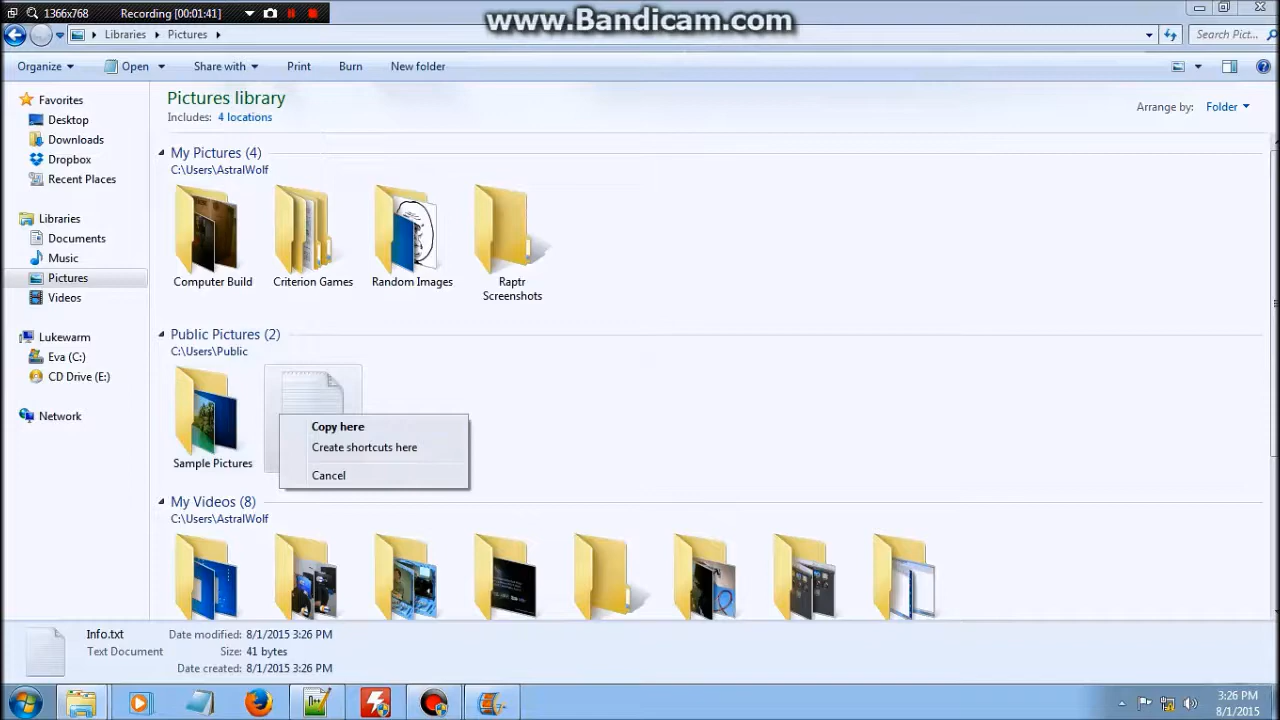 1366x768 Recording [00:01:41]
www.Bandicam.com
Libraries Pictures
Search Pict...
Organize Open Share with Print Burn New folder
Favorites
Desktop
Downloads
Dropbox
Recent Places
Libraries
Documents
Music
Pictures
Videos
Lukewarm
Eva (C:)
CD Drive (E:)
Network
Pictures library
Includes: 4 locations
Arrange by: Folder
My Pictures (4)
C:\Users\AstralWolf
Computer Build
Criterion Games
Random Images
Raptr
Screenshots
Public Pictures (2)
C:\Users\Public
Sample Pictures
Copy here
Create shortcuts here
Cancel
My Videos (8)
C:\Users\AstralWolf
Info.txt
Text Document
Date modified: 8/1/2015 3:26 PM
Size: 41 bytes
Date created: 8/1/2015 3:26 PM
3:26 PM
8/1/2015